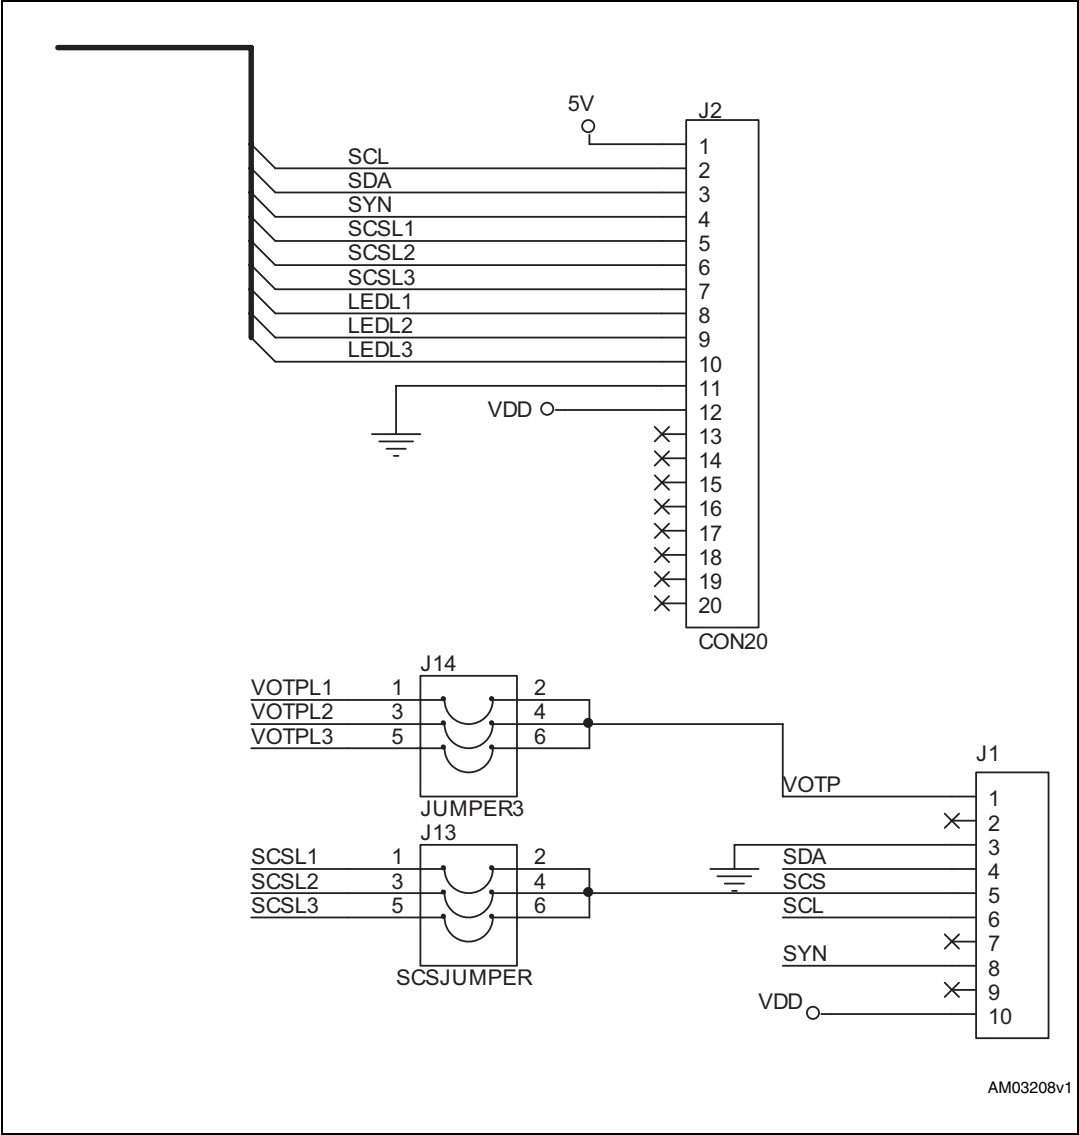 5V
J2
1
SCL 2
SDA 3
SYN 4
SCSL1 5
SCSL2 6
SCSL3 7
LEDL1 8
LEDL2 9
LEDL3 10
11
VDD 12
13
14
15
16
17
18
19
20
CON20
J14
VOTPL1 1 2
VOTPL2 3 4
VOTPL3 5 6
JUMPER3
J13
SCSL1 1 2
SCSL2 3 4
SCSL3 5 6
SCSJUMPER
J1
VOTP 1
2
3
SDA 4
SCS 5
SCL 6
7
SYN 8
9
VDD 10
AM03208v1